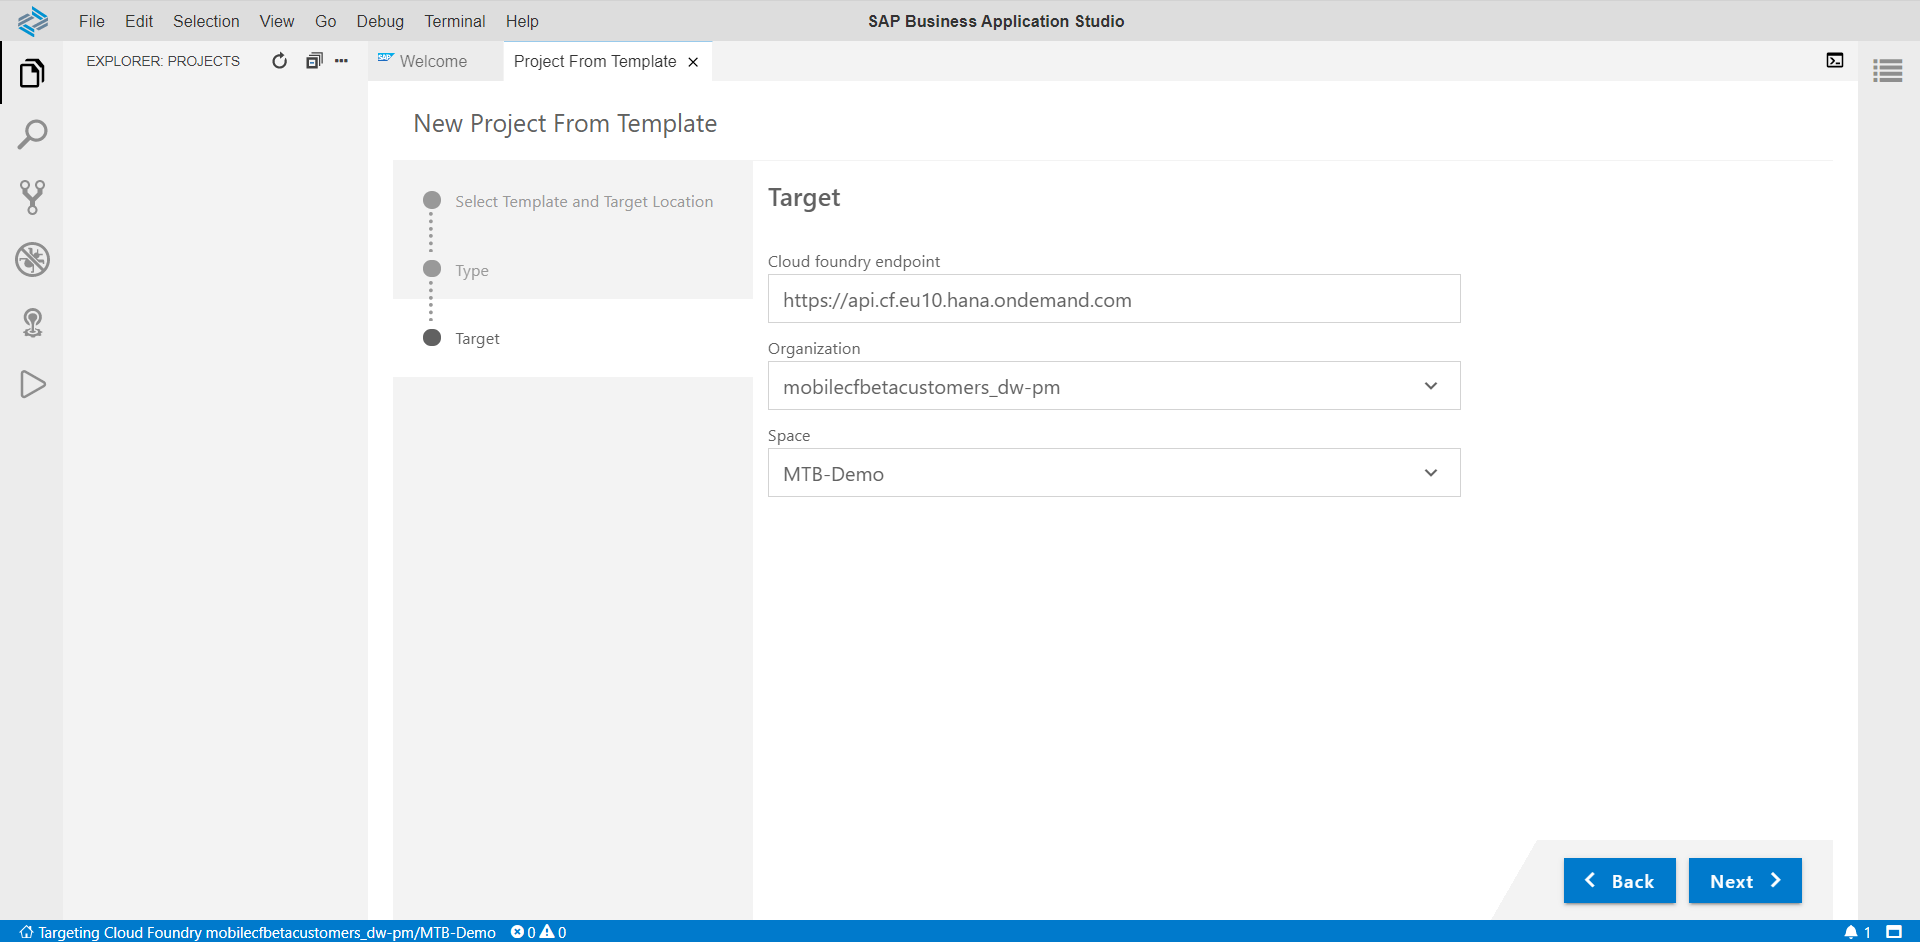 File Edit Selection View Go Debug Terminal Help SAP Business Application Studio
EXPLORER: PROJECTS
SAP Welcome
Project From Template
New Project From Template
Select Template and Target Location
Type
Target
Target
Cloud foundry endpoint
https://api.cf.eu10.hana.ondemand.com
Organization
mobilecfbetacustomers_dw-pm
Space
MTB-Demo
Back
Next
Targeting Cloud Foundry mobilecfbetacustomers_dw-pm/MTB-Demo 0 0 1